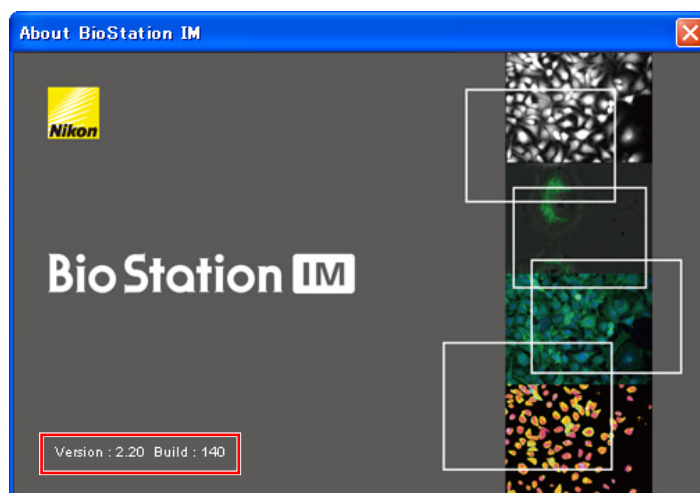 About BioStation IM
Nikon
BioStation IM
Version : 2.20 Build : 140